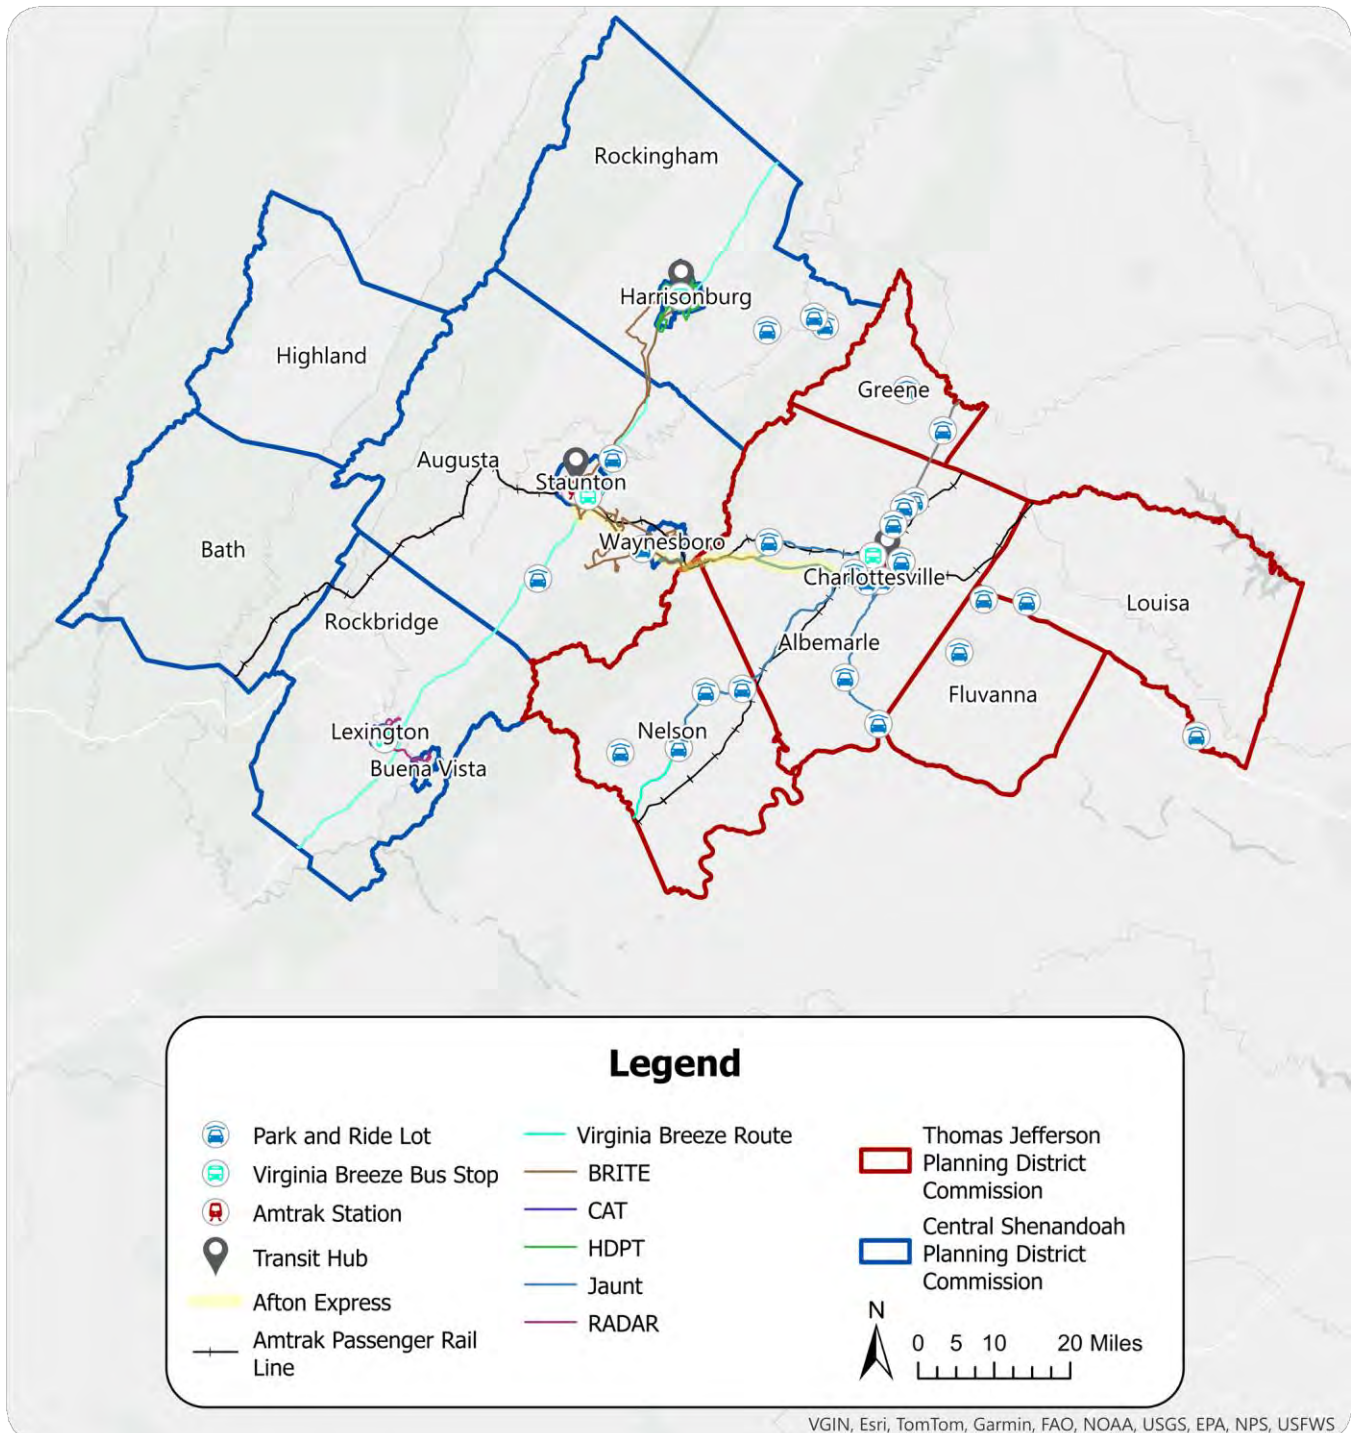 Rockingham
Harrisonburg
Highland
Greene
Augusta
Staunton
Waynesboro
Bath
Charlottesville
Louisa
Rockbridge
Albemarle
Fluvanna
Lexington
Nelson
Buena Vista
Legend
Park and Ride Lot
Virginia Breeze Bus Stop
Amtrak Station
Transit Hub
Afton Express
Amtrak Passenger Rail
Line
Virginia Breeze Route
BRITE
CAT
HDPT
Jaunt
RADAR
Thomas Jefferson
Planning District
Commission
Central Shenandoah
Planning District
Commission
N
0 5 10 20 Miles
VGIN, Esri, TomTom, Garmin, FAO, NOAA, USGS, EPA, NPS, USFWS